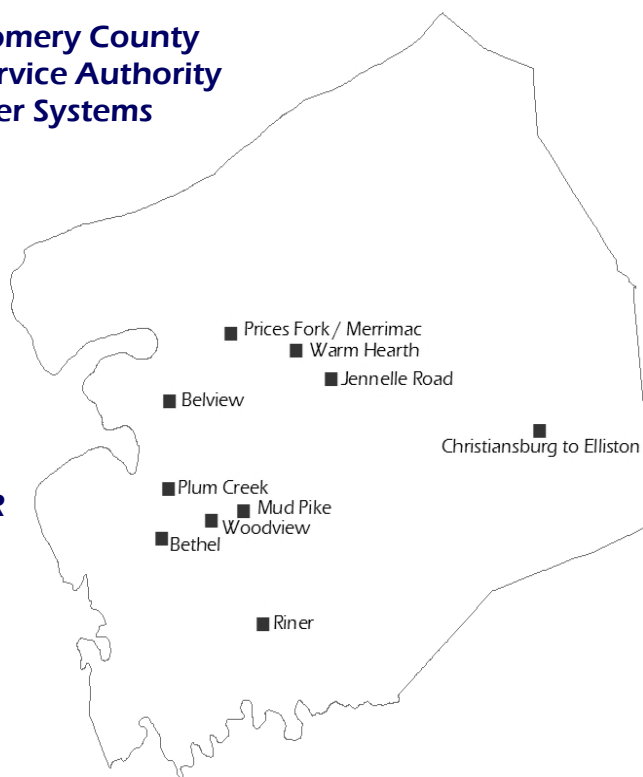 omery County
rvice Authority
er Systems
Prices Fork / Merrimac
Warm Hearth
Jennelle Road
Belview
Christiansburg to Elliston
Plum Creek
R
Mud Pike
Woodview
Bethel
Riner